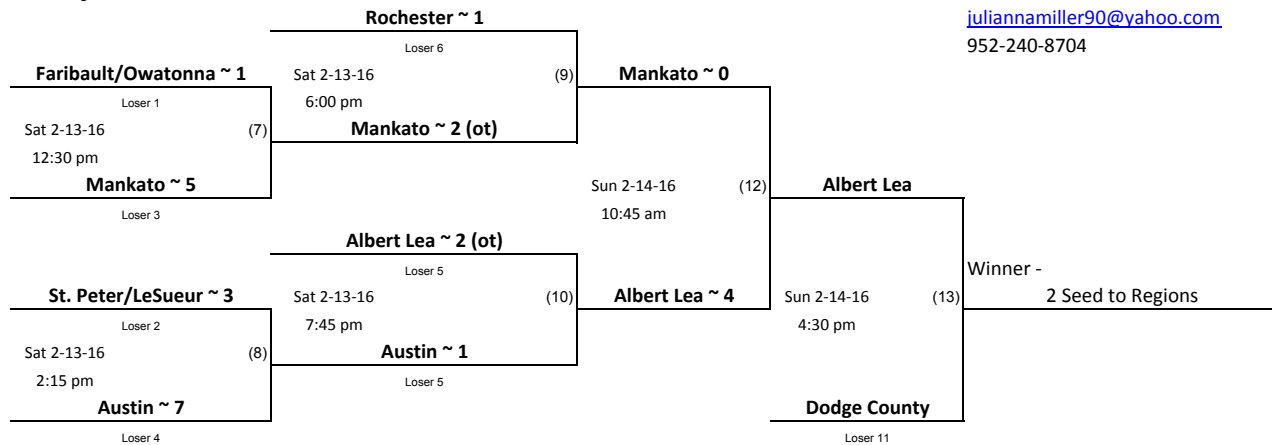 Rochester ~ 1
juliannamiller90@yahoo.com
Loser 6
952-240-8704
Faribault/Owatonna ~ 1
Sat 2-13-16
(9)
Mankato ~ 0
Loser 1
6:00 pm
Sat 2-13-16
(7)
Mankato ~ 2 (ot)
12:30 pm
Mankato ~ 5
Sun 2-14-16
(12)
Albert Lea
Loser 3
10:45 am
Albert Lea ~ 2 (ot)
Loser 5
Winner -
St. Peter/LeSueur ~ 3
Sat 2-13-16
(10)
Albert Lea ~ 4
Sun 2-14-16
(13)
2 Seed to Regions
Loser 2
7:45 pm
4:30 pm
Sat 2-13-16
(8)
Austin ~ 1
2:15 pm
Loser 5
Austin ~ 7
Dodge County
Loser 4
Loser 11